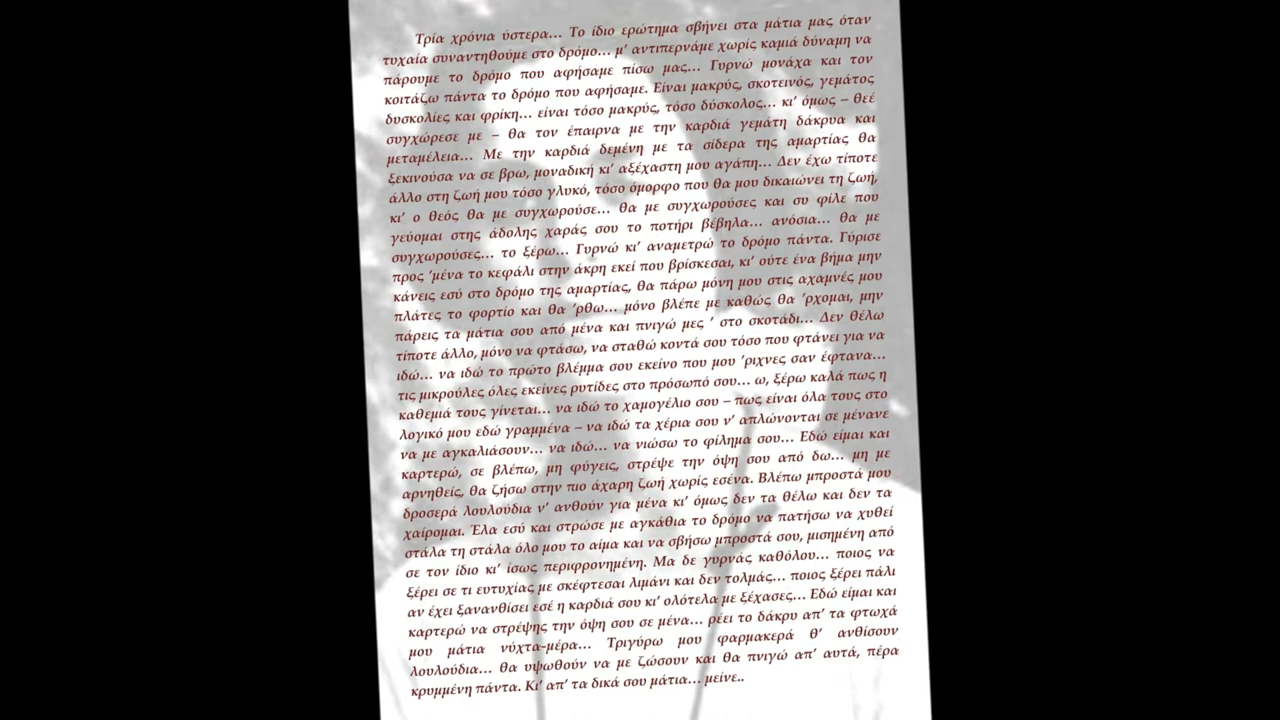 Τρία χρόνια ύστερα… Το ίδιο ερώτημα σβήνει στα μάτια μας όταν
τυχαία συναντηθούμε στο δρόμο… μ’ αντιπερνάμε χωρίς καμιά δύναμη να
πάρουμε το δρόμο που αφήσαμε πίσω μας… Γυρνώ μονάχα και τον
κοιτάζω πάντα το δρόμο που αφήσαμε. Είναι μακρύς, σκοτεινός, γεμάτος
δυσκολίες και φρίκη… είναι τόσο μακρύς, τόσο δύσκολος… κι’ όμως – θεέ
συγχώρεσε με – θα τον έπαιρνα με την καρδιά γεμάτη δάκρυα και
μεταμέλεια… Με την καρδιά δεμένη με τα σίδερα της αμαρτίας θα
ξεκινούσα να σε βρω, μοναδική κι’ αξέχαστη μου αγάπη… Δεν έχω τίποτε
άλλο στη ζωή μου τόσο γλυκό, τόσο όμορφο που θα μου δικαιώνει τη ζωή,
κι’ ο θεός θα με συγχωρούσε… θα με συγχωρούσες και συ φίλε που
γεύομαι στης άδολης χαράς σου το ποτήρι βέβηλα… ανόσια… θα με
συγχωρούσες… το ξέρω… Γυρνώ κι’ αναμετρώ το δρόμο πάντα. Γύρισε
προς ’μένα το κεφάλι στην άκρη εκεί που βρίσκεσαι, κι’ ούτε ένα βήμα μην
κάνεις εσύ στο δρόμο της αμαρτίας, θα πάρω μόνη μου στις αχαμνές μου
πλάτες το φορτίο και θα ’ρθω… μόνο βλέπε με καθώς θα ’ρχομαι, μην
πάρεις τα μάτια σου από μένα και πνιγώ μες ’ στο σκοτάδι… Δεν θέλω
τίποτε άλλο, μόνο να φτάσω, να σταθώ κοντά σου τόσο που φτάνει για να
ιδώ… να ιδώ το πρώτο βλέμμα σου εκείνο που μου ’ριχνες σαν έφτανα…
τις μικρούλες όλες εκείνες ρυτίδες στο πρόσωπό σου… ω, ξέρω καλά πως η
καθεμιά τους γίνεται… να ιδώ το χαμογέλιο σου – πως είναι όλα τους στο
λογικό μου εδώ γραμμένα – να ιδώ τα χέρια σου ν’ απλώνονται σε μένανε
να με αγκαλιάσουν… να ιδώ… να νιώσω το φίλημα σου… Εδώ είμαι και
καρτερώ, σε βλέπω, μη φύγεις, στρέψε την όψη σου από δω… μη με
αρνηθείς, θα ζήσω στην πιο άχαρη ζωή χωρίς εσένα. Βλέπω μπροστά μου
δροσερά λουλούδια ν’ ανθούν για μένα κι’ όμως δεν τα θέλω και δεν τα
χαίρομαι. Έλα εσύ και στρώσε με αγκάθια το δρόμο να πατήσω να χυθεί
στάλα τη στάλα όλο μου το αίμα και να σβήσω μπροστά σου, μισημένη από
σε τον ίδιο κι’ ίσως περιφρονημένη. Μα δε γυρνάς καθόλου… ποιος να
ξέρει σε τι ευτυχίας με σκέφτεσαι λιμάνι και δεν τολμάς… ποιος ξέρει πάλι
αν έχει ξανανθίσει εσέ η καρδιά σου κι’ ολότελα με ξέχασες… Εδώ είμαι και
καρτερώ να στρέψης την όψη σου σε μένα… ρέει το δάκρυ απ’ τα φτωχά
μου μάτια νύχτα-μέρα… Τριγύρω μου φαρμακερά θ’ ανθίσουν
λουλούδια… θα υψωθούν να με ζώσουν και θα πνιγώ απ’ αυτά, πέρα
κρυμμένη πάντα. Κι’ απ’ τα δικά σου μάτια… μείνε..